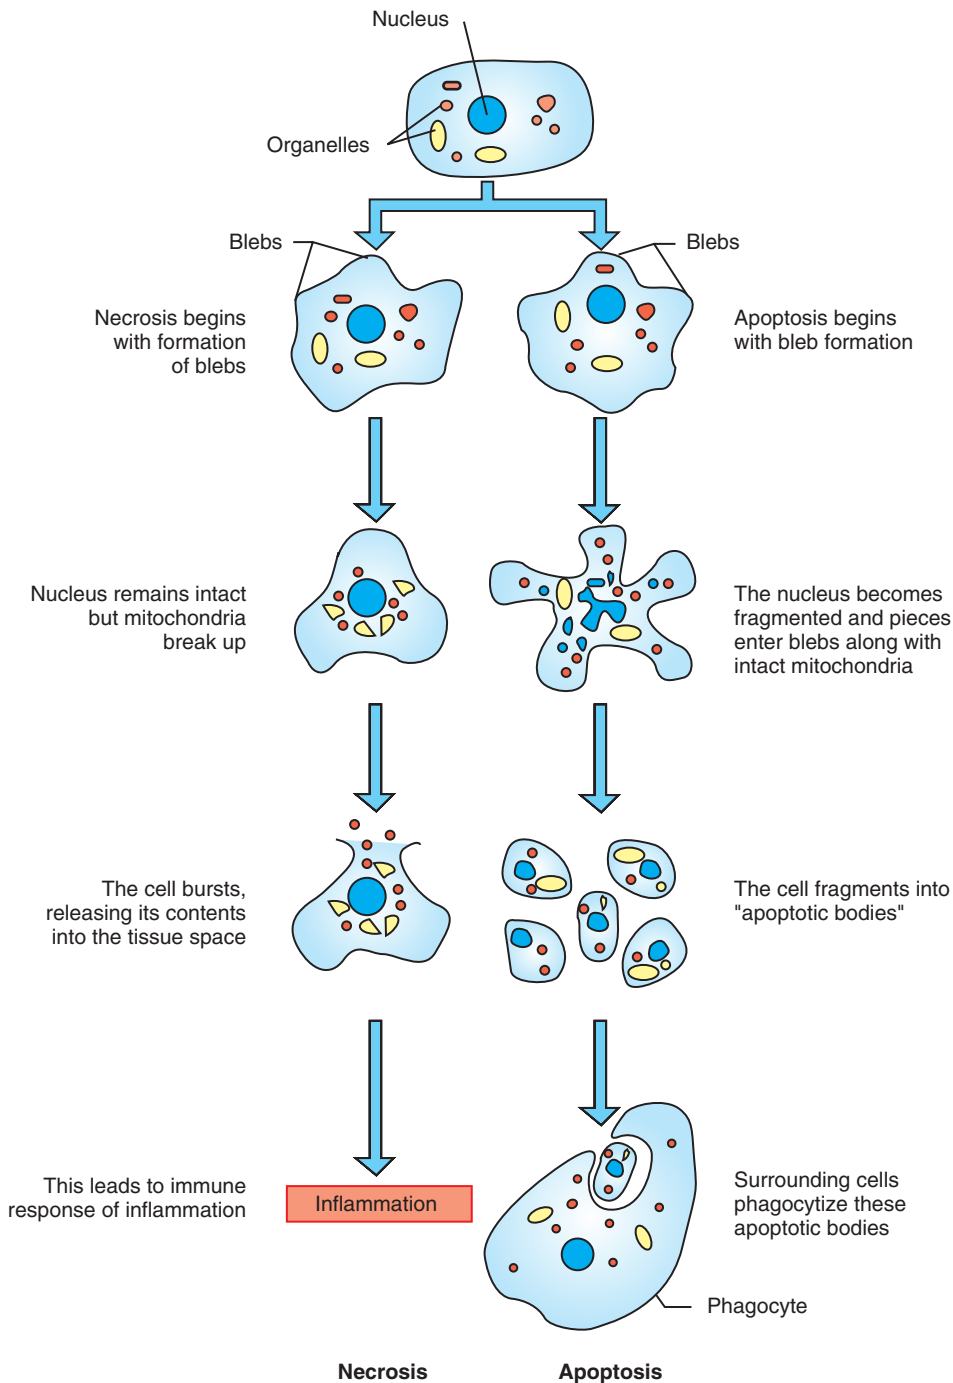 Nucleus
Organelles
Blebs
Blebs
Necrosis begins
with formation
of blebs
Apoptosis begins
with bleb formation
Nucleus remains intact
but mitochondria
break up
The nucleus becomes
fragmented and pieces
enter blebs along with
intact mitochondria
The cell bursts,
releasing its contents
into the tissue space
The cell fragments into
"apoptotic bodies"
This leads to immune
response of inflammation
Inflammation
Surrounding cells
phagocytize these
apoptotic bodies
Phagocyte
Necrosis
Apoptosis